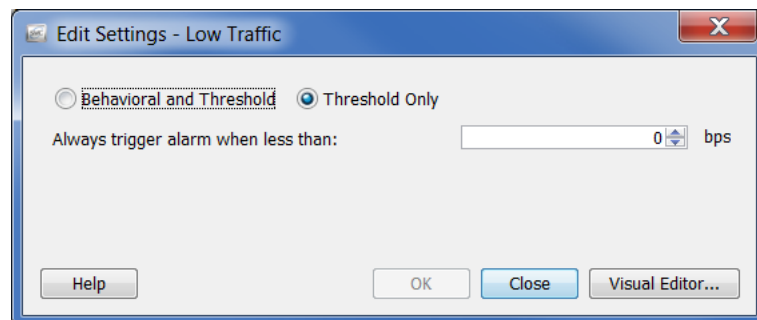 Edit Settings - Low Traffic
Behavioral and Threshold Threshold Only
Always trigger alarm when less than: 0 bps
Help OK Close Visual Editor...